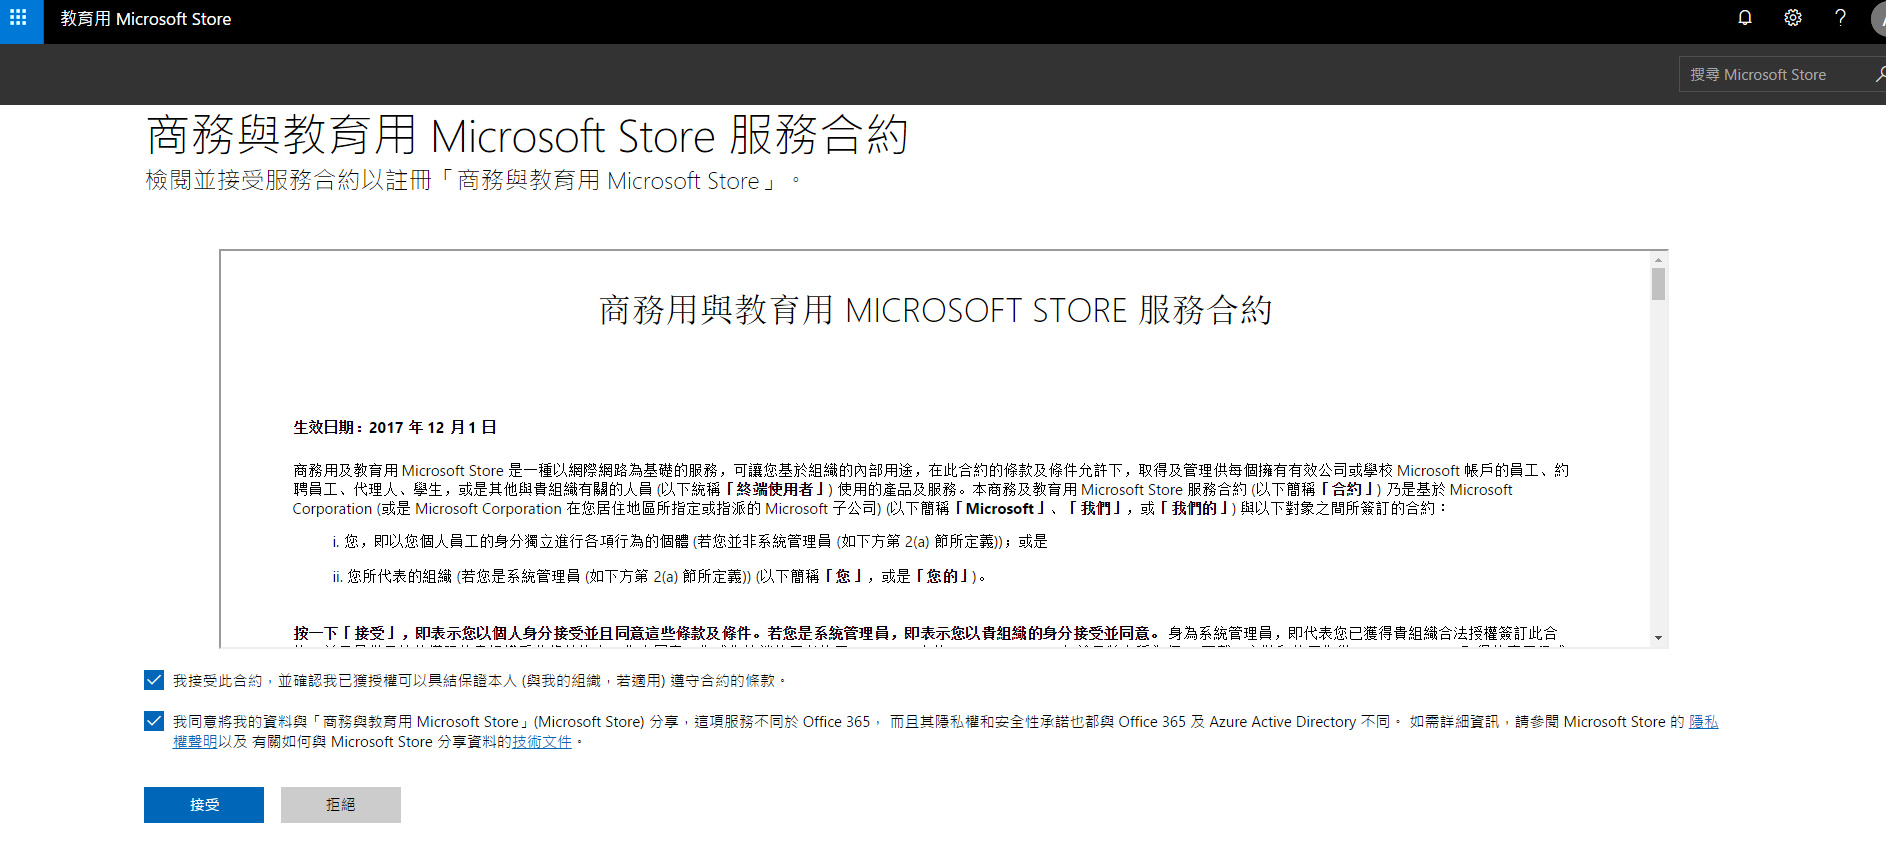 教育用 Microsoft Store
搜尋 Microsoft Store
商務與教育用 Microsoft Store 服務合約
檢閱並接受服務合約以註冊「商務與教育用 Microsoft Store」。
商務用與教育用 MICROSOFT STORE 服務合約
生效日期：2017 年 12 月 1 日
商務用及教育用 Microsoft Store 是一種以網際網路為基礎的服務，可讓您基於組織的內部用途，在此合約的條款及條件允許下，取得及管理供每個擁有有效公司或學校 Microsoft 帳戶的員工、約
聘員工、代理人、學生，或是其他與貴組織有關的人員 (以下統稱「終端使用者」) 使用的產品及服務。本商務及教育用 Microsoft Store 服務合約 (以下簡稱「合約」) 乃是基於 Microsoft
Corporation (或是 Microsoft Corporation 在您居住地區所指定或指派的 Microsoft 子公司) (以下簡稱「Microsoft」、「我們」，或「我們的」) 與以下對象之間所簽訂的合約：
i. 您，即以您個人員工的身分獨立進行各項行為的個體 (若您並非系統管理員 (如下方第 2(a) 節所定義))；或是
ii. 您所代表的組織 (若您是系統管理員 (如下方第 2(a) 節所定義)) (以下簡稱「您」，或是「您的」)。
按一下「接受」，即表示您以個人身分接受並且同意這些條款及條件。若您是系統管理員，即表示您以貴組織的身分接受並同意。身為系統管理員，即代表您已獲得貴組織合法授權簽訂此合
我接受此合約，並確認我已獲授權可以具結保證本人 (與我的組織，若適用) 遵守合約的條款。
我同意將我的資料與「商務與教育用 Microsoft Store」(Microsoft Store) 分享，這項服務不同於 Office 365， 而且其隱私權和安全性承諾也都與 Office 365 及 Azure Active Directory 不同。 如需詳細資訊，請參閱 Microsoft Store 的 隱私
權聲明以及 有關如何與 Microsoft Store 分享資料的技術文件。
接受
拒絕